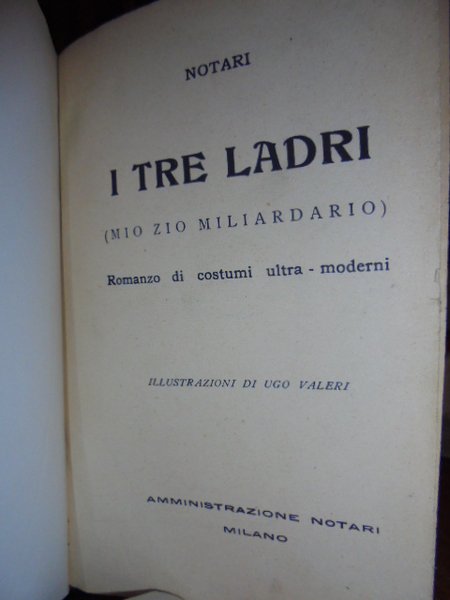 NOTARI
I TRE LADRI
(MIO ZIO MILIARDARIO)
Romanzo di costumi ultra - moderni
ILLUSTRAZIONI DI UGO VALERI
AMMINISTRAZIONE NOTARI
MILANO